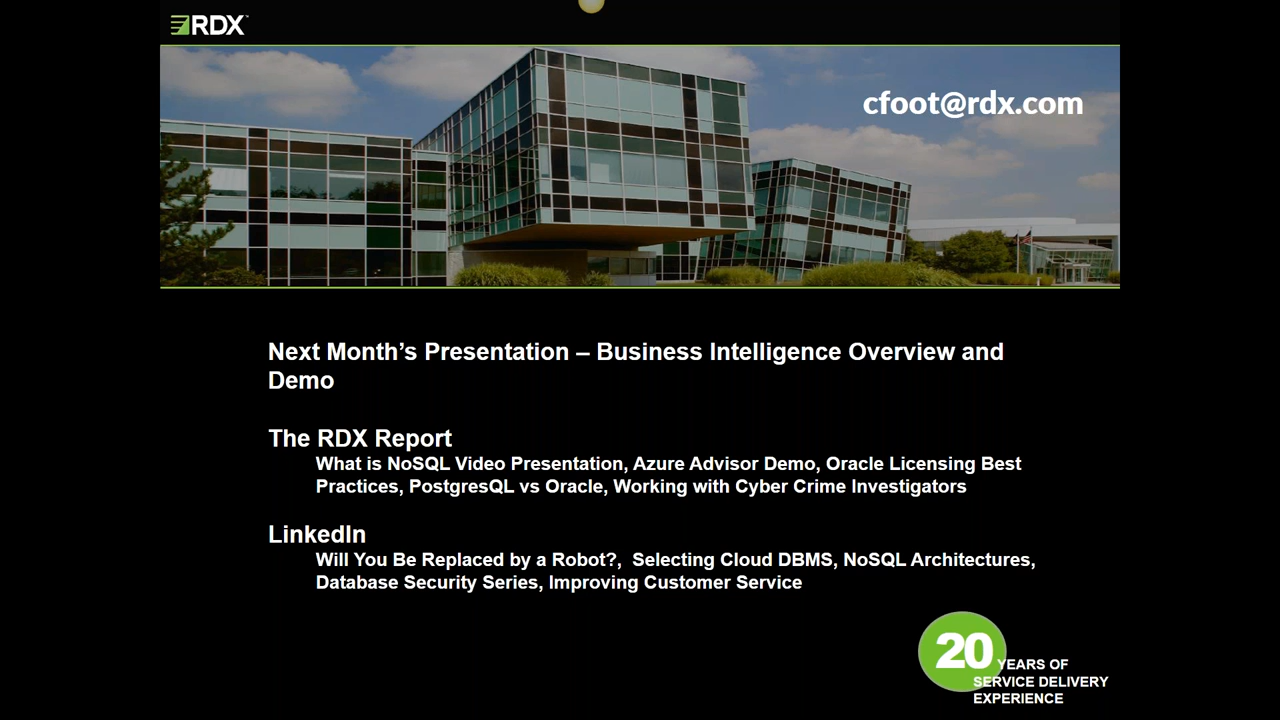 RDX
cfoot@rdx.com
Next Month’s Presentation – Business Intelligence Overview and
Demo
The RDX Report
What is NoSQL Video Presentation, Azure Advisor Demo, Oracle Licensing Best
Practices, PostgresQL vs Oracle, Working with Cyber Crime Investigators
LinkedIn
Will You Be Replaced by a Robot?,  Selecting Cloud DBMS, NoSQL Architectures,
Database Security Series, Improving Customer Service
20 YEARS OF
SERVICE DELIVERY
EXPERIENCE